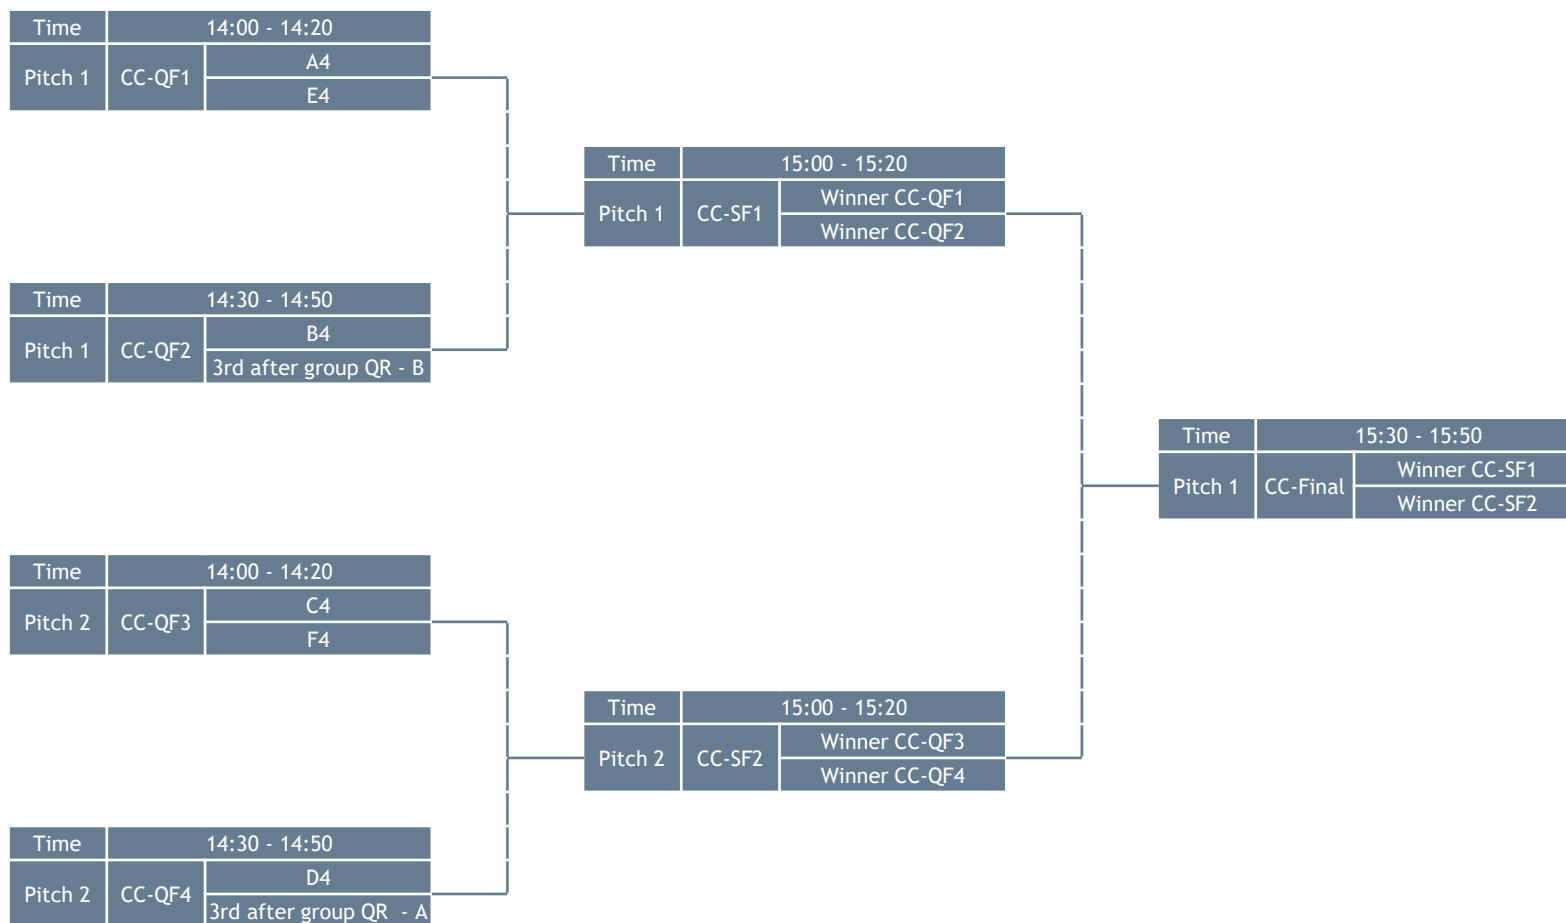 Time 14:00 - 14:20
Pitch 1 CC-QF1 A4
E4
Time 14:30 - 14:50
Pitch 1 CC-QF2 B4
3rd after group QR - B
Time 14:00 - 14:20
Pitch 2 CC-QF3 C4
F4
Time 14:30 - 14:50
Pitch 2 CC-QF4 D4
3rd after group QR - A
Time 15:00 - 15:20
Pitch 1 CC-SF1 Winner CC-QF1
Winner CC-QF2
Time 15:00 - 15:20
Pitch 2 CC-SF2 Winner CC-QF3
Winner CC-QF4
Time 15:30 - 15:50
Pitch 1 CC-Final Winner CC-SF1
Winner CC-SF2